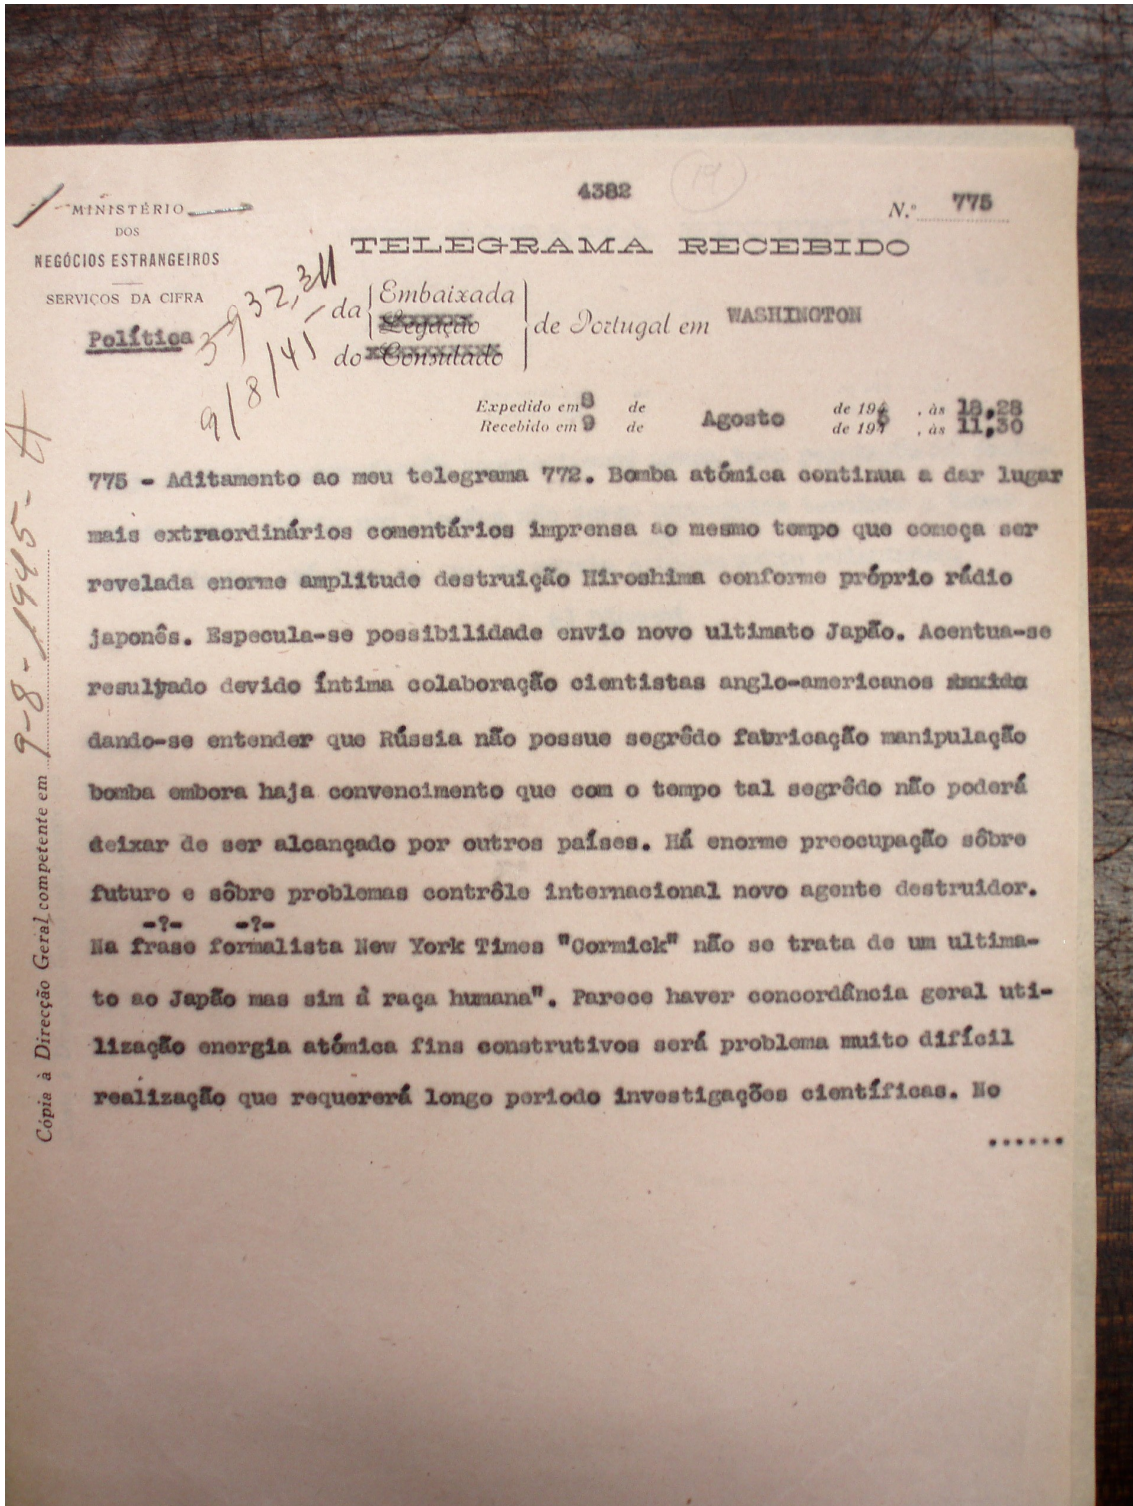 4382
N.º 775
MINISTÉRIO
DOS
NEGÓCIOS ESTRANGEIROS
SERVIÇOS DA CIFRA
Política
9/8/45
TELEGRAMA RECEBIDO
da Embaixada
Legação
do Consulado
de Portugal em WASHINGTON
Expedido em 8 de Agosto de 194 , às 18,28
Recebido em 9 de de 194 , às 11,30
775 - Aditamento ao meu telegrama 772. Bomba atómica continua a dar lugar
mais extraordinários comentários imprensa ao mesmo tempo que começa ser
revelada enorme amplitude destruição Hiroshima conforme próprio rádio
japonês. Especula-se possibilidade envio novo ultimato Japão. Acentua-se
resultado devido íntima colaboração cientistas anglo-americanos
dando-se entender que Rússia não possue segrêdo fabricação manipulação
bomba embora haja convencimento que com o tempo tal segrêdo não poderá
deixar de ser alcançado por outros países. Há enorme preocupação sôbre
futuro e sôbre problemas contrôle internacional novo agente destruidor.
-?- -?-
Na frase formalista New York Times "Cormick" não se trata de um ultima-
to ao Japão mas sim á raça humana". Parece haver concordância geral uti-
lização energia atómica fins construtivos será problema muito difícil
realização que requererá longo periodo investigações científicas. No
......
Cópia à Direcção Geral competente em 9-8-1945-